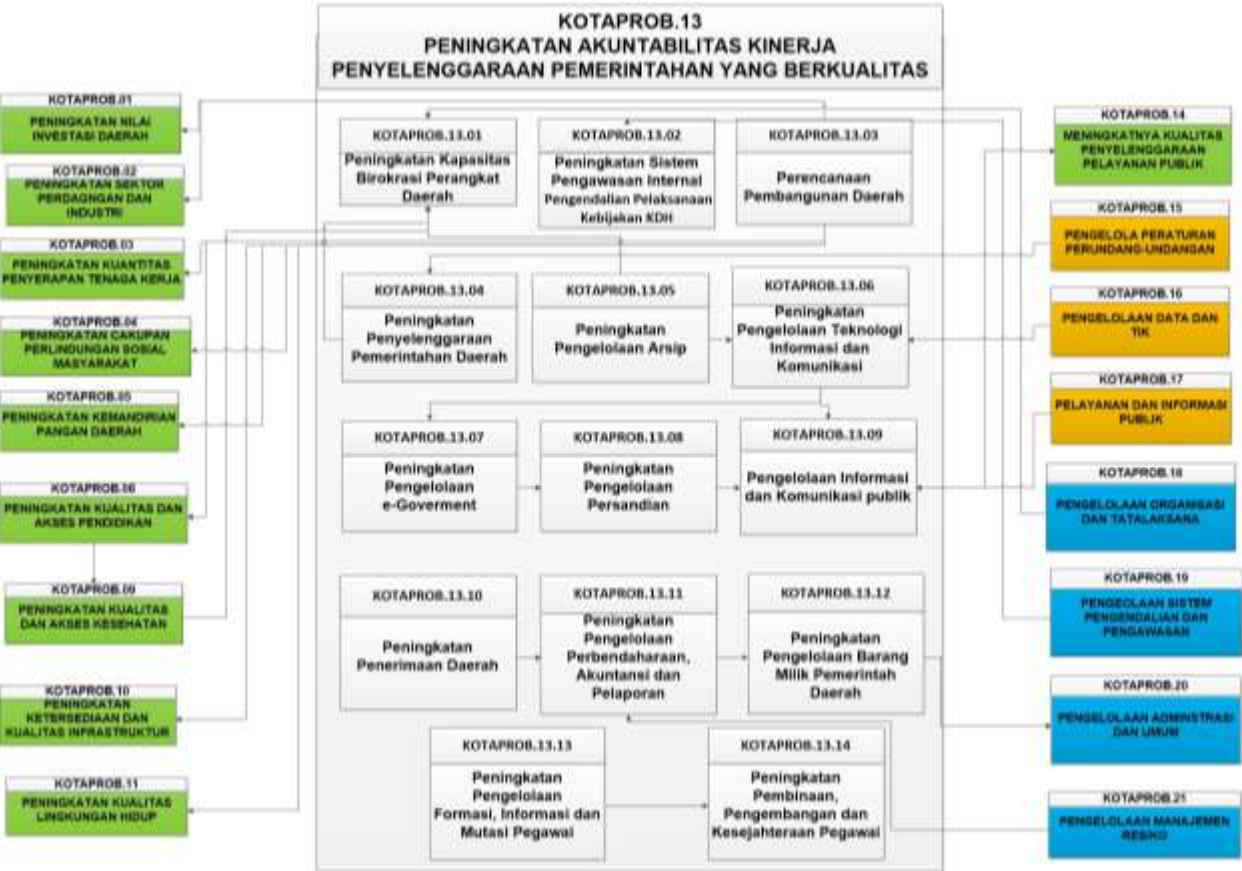 KOTAPROB.13
PENINGKATAN AKUNTABILITAS KINERJA
PENYELENGGARAAN PEMERINTAHAN YANG BERKUALITAS
KOTAPROB.01
PENINGKATAN NILAI
INVESTASI DAERAH
KOTAPROB.02
PENINGKATAN SEKTOR
PERDAGNGAN DAN
INDUSTRI
KOTAPROB.03
PENINGKATAN KUANTITAS
PENYERAPAN TENAGA KERJA
KOTAPROB.04
PENINGKATAN CAKUPAN
PERLINDUNGAN SOSIAL
MASYARAKAT
KOTAPROB.05
PENINGKATAN KEMANDIRIAN
PANGAN DAERAH
KOTAPROB.06
PENINGKATAN KUALITAS DAN
AKSES PENDIDIKAN
KOTAPROB.09
PENINGKATAN KUALITAS
DAN AKSES KESEHATAN
KOTAPROB.10
PENINGKATAN
KETERSEDIAAN DAN
KUALITAS INFRASTRUKTUR
KOTAPROB.11
PENINGKATAN KUALITAS
LINGKUNGAN HIDUP
KOTAPROB.13.01
Peningkatan Kapasitas
Birokrasi Perangkat
Daerah
KOTAPROB.13.02
Peningkatan Sistem
Pengawasan Internal
Pengendalian Pelaksanaan
Kebijakan KDH
KOTAPROB.13.03
Perencanaan
Pembangunan Daerah
KOTAPROB.13.04
Peningkatan
Penyelenggaraan
Pemerintahan Daerah
KOTAPROB.13.05
Peningkatan
Pengelolaan Arsip
KOTAPROB.13.06
Peningkatan
Pengelolaan Teknologi
Informasi dan
Komunikasi
KOTAPROB.13.07
Peningkatan
Pengelolaan
e-Goverment
KOTAPROB.13.08
Peningkatan
Pengelolaan
Persandian
KOTAPROB.13.09
Pengelolaan Informasi
dan Komunikasi publik
KOTAPROB.13.10
Peningkatan
Penerimaan Daerah
KOTAPROB.13.11
Peningkatan
Pengelolaan
Perbendaharaan,
Akuntansi dan
Pelaporan
KOTAPROB.13.12
Peningkatan
Pengelolaan Barang
Milik Pemerintah
Daerah
KOTAPROB.13.13
Peningkatan
Pengelolaan
Formasi, Informasi dan
Mutasi Pegawai
KOTAPROB.13.14
Peningkatan
Pembinaan,
Pengembangan dan
Kesejahteraan Pegawai
KOTAPROB.14
MENINGKATNYA KUALITAS
PENYELENGGARAAN
PELAYANAN PUBLIK
KOTAPROB.15
PENGELOLA PERATURAN
PERUNDANG-UNDANGAN
KOTAPROB.16
PENGELOLAAN DATA DAN
TIK
KOTAPROB.17
PELAYANAN DAN INFORMASI
PUBLIK
KOTAPROB.18
PENGELOLAAN ORGANISASI
DAN TATALAKSANA
KOTAPROB.19
PENGEOLAAN SISTEM
PENGENDALIAN DAN
PENGAWASAN
KOTAPROB.20
PENGELOLAAN ADMINSTRASI
DAN UMUM
KOTAPROB.21
PENGELOLAAN MANAJEMEN
RESIKO